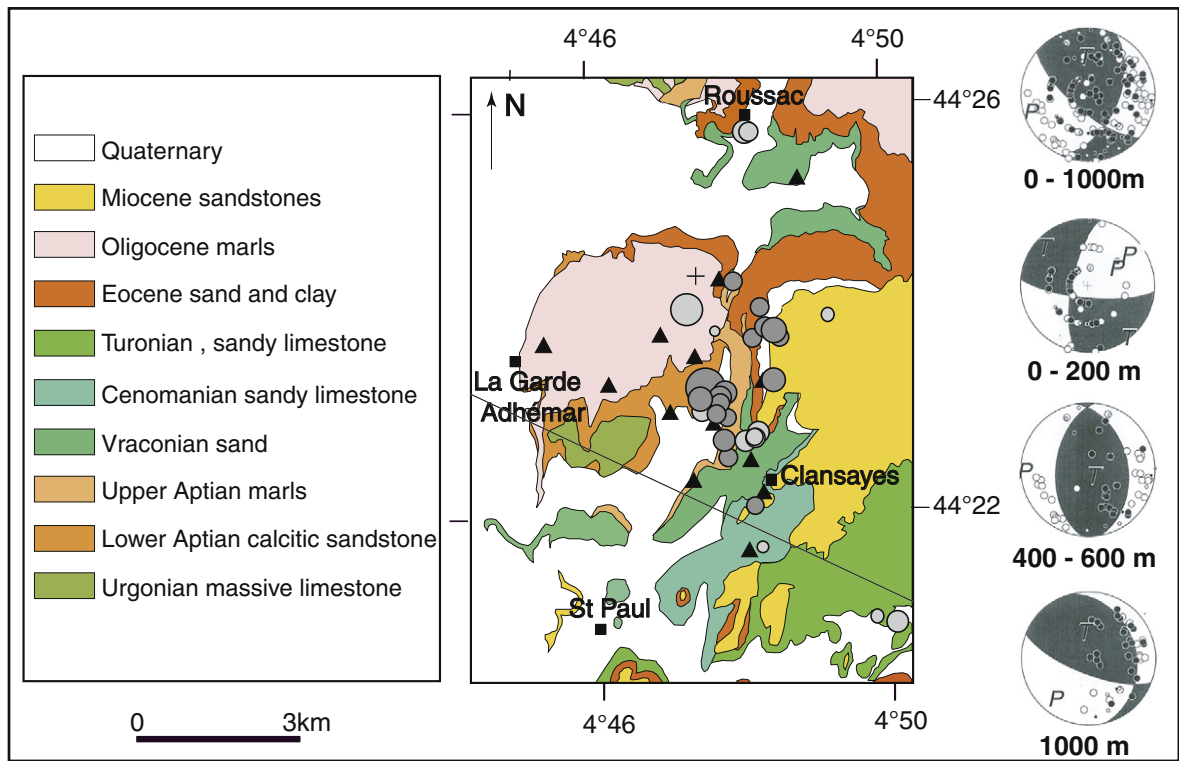 Quaternary
Miocene sandstones
Oligocene marls
Eocene sand and clay
Turonian , sandy limestone
Cenomanian sandy limestone
Vraconian sand
Upper Aptian marls
Lower Aptian calcitic sandstone
Urgonian massive limestone
0 3km
4°46 4°50
N
Roussac
44°26
La Garde
Adhémar
Clansayes
44°22
St Paul
4°46 4°50
T
P
0 - 1000m
T
P
P
T
0 - 200 m
P
T
400 - 600 m
T
P
1000 m